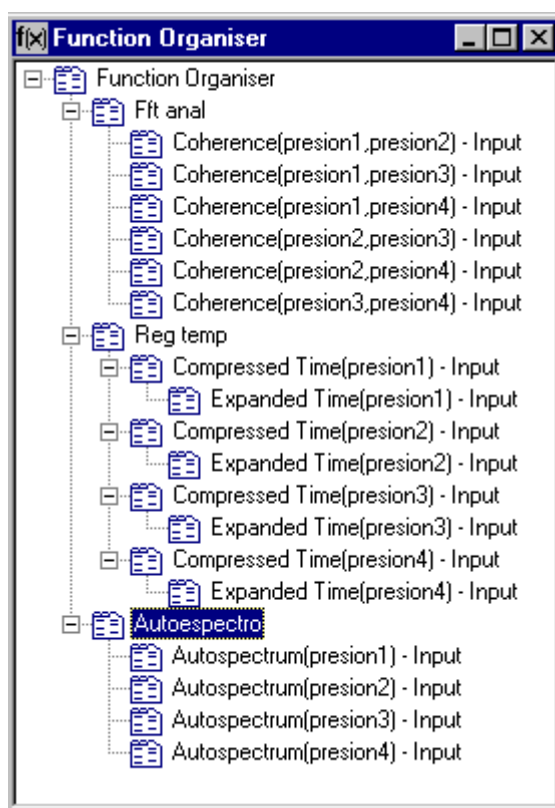 f(x) Function Organiser
Function Organiser
Fft anal
Coherence(presion1,presion2) - Input
Coherence(presion1,presion3) - Input
Coherence(presion1,presion4) - Input
Coherence(presion2,presion3) - Input
Coherence(presion2,presion4) - Input
Coherence(presion3,presion4) - Input
Reg temp
Compressed Time(presion1) - Input
Expanded Time(presion1) - Input
Compressed Time(presion2) - Input
Expanded Time(presion2) - Input
Compressed Time(presion3) - Input
Expanded Time(presion3) - Input
Compressed Time(presion4) - Input
Expanded Time(presion4) - Input
Autoespectro
Autospectrum(presion1) - Input
Autospectrum(presion2) - Input
Autospectrum(presion3) - Input
Autospectrum(presion4) - Input